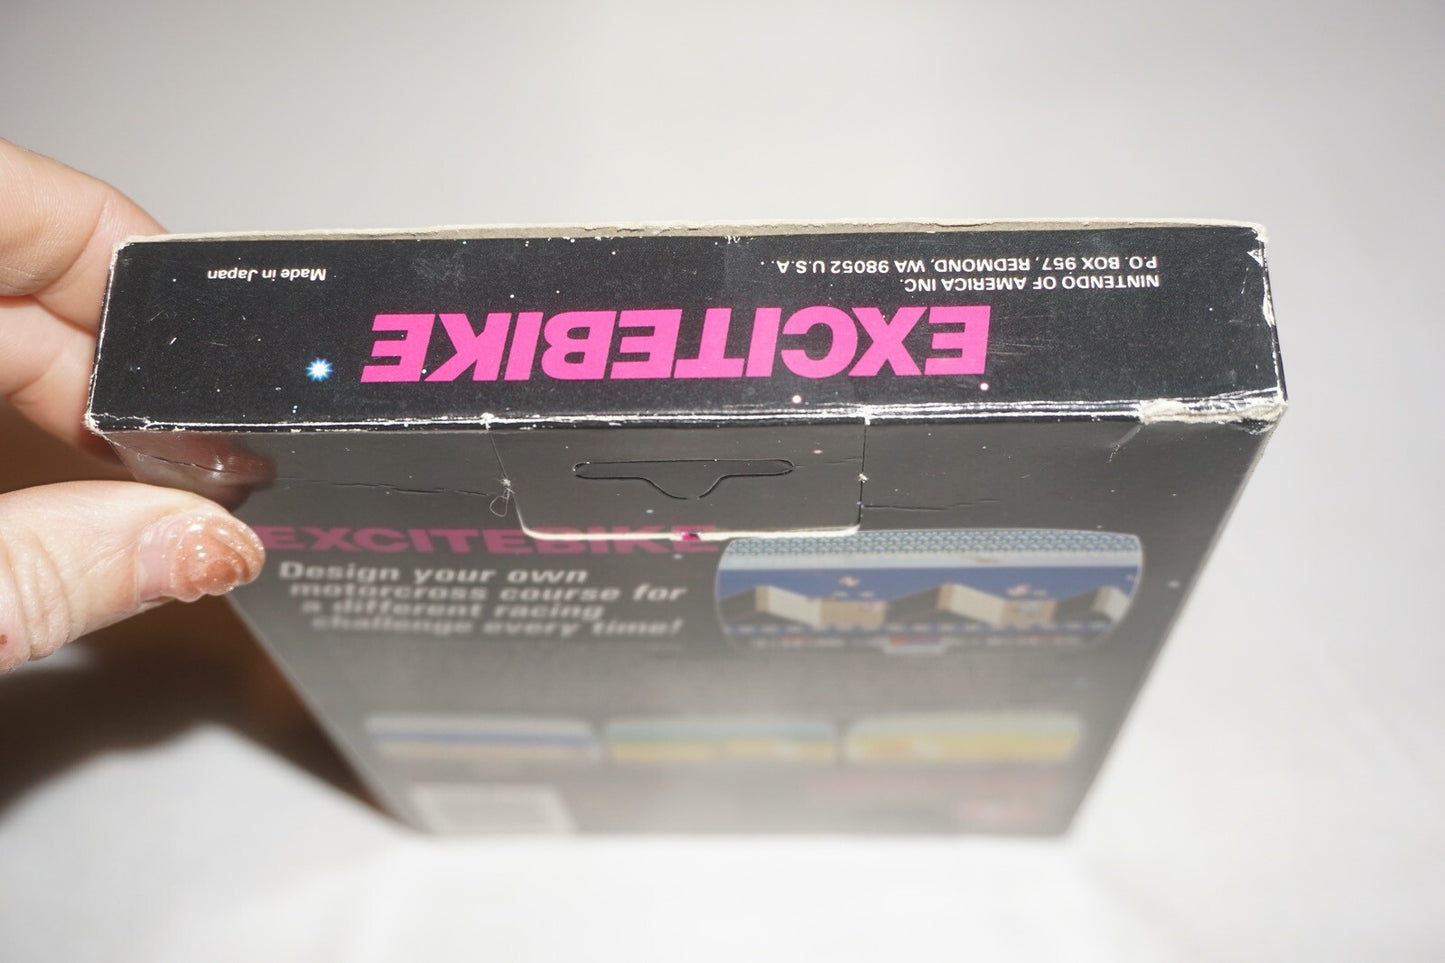 NINTENDO OF AMERICA INC.
P.O. BOX 957, REDMOND, WA 98052 U.S.A.
Made in Japan
EXCITEBIKE
EXCITEBIKE
Design your own
motorcross course for
a different racing
challenge every time!